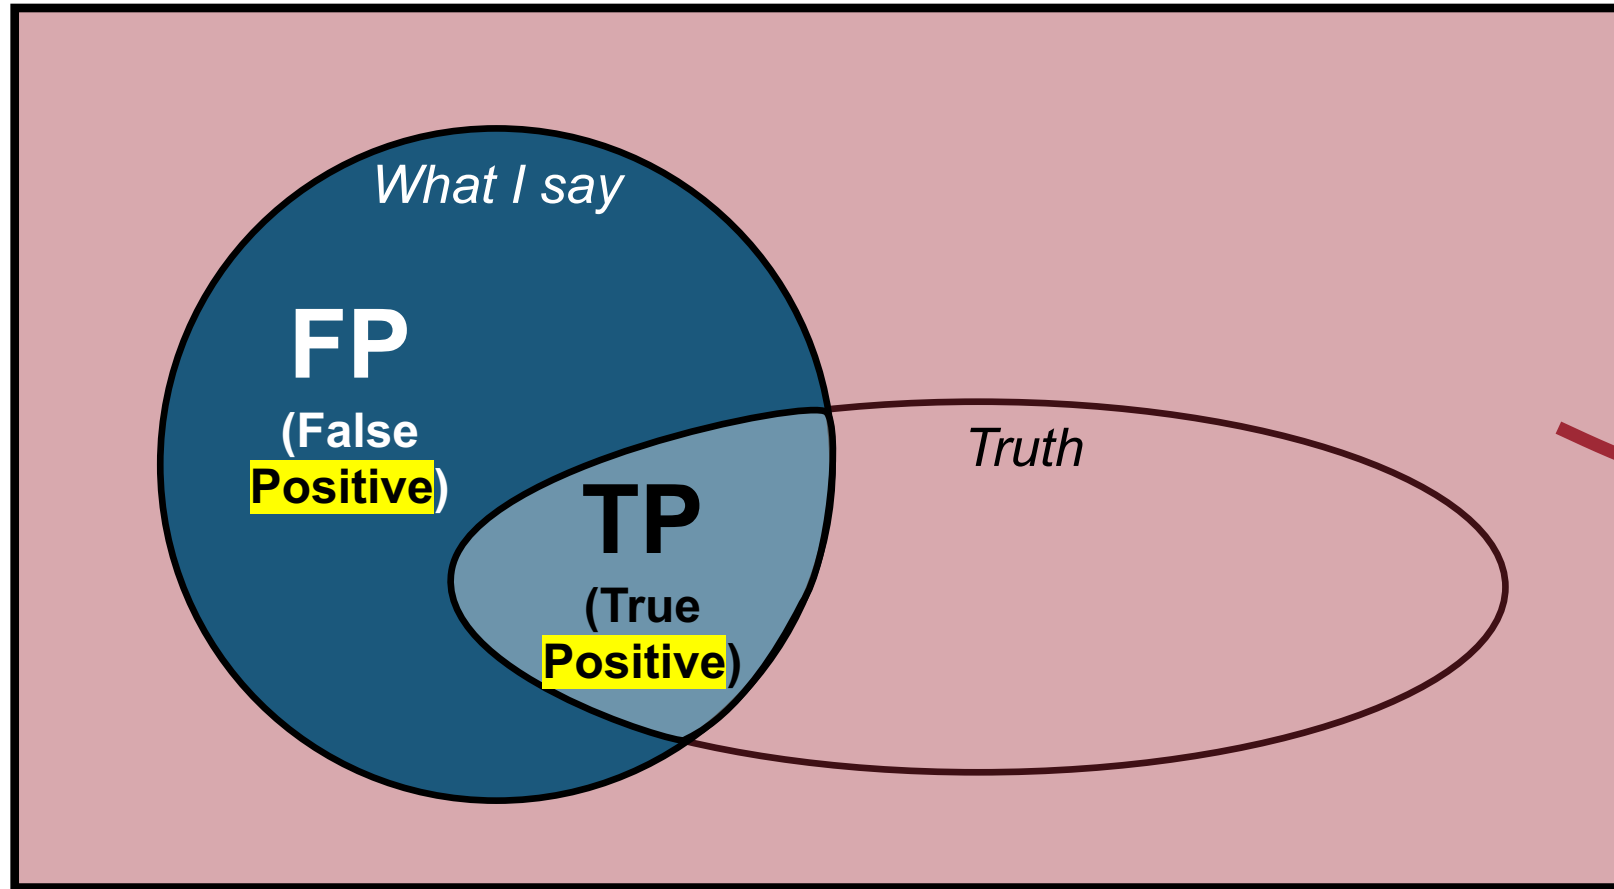 What I say
FP
(False
Positive)
Truth
TP
(True
Positive)